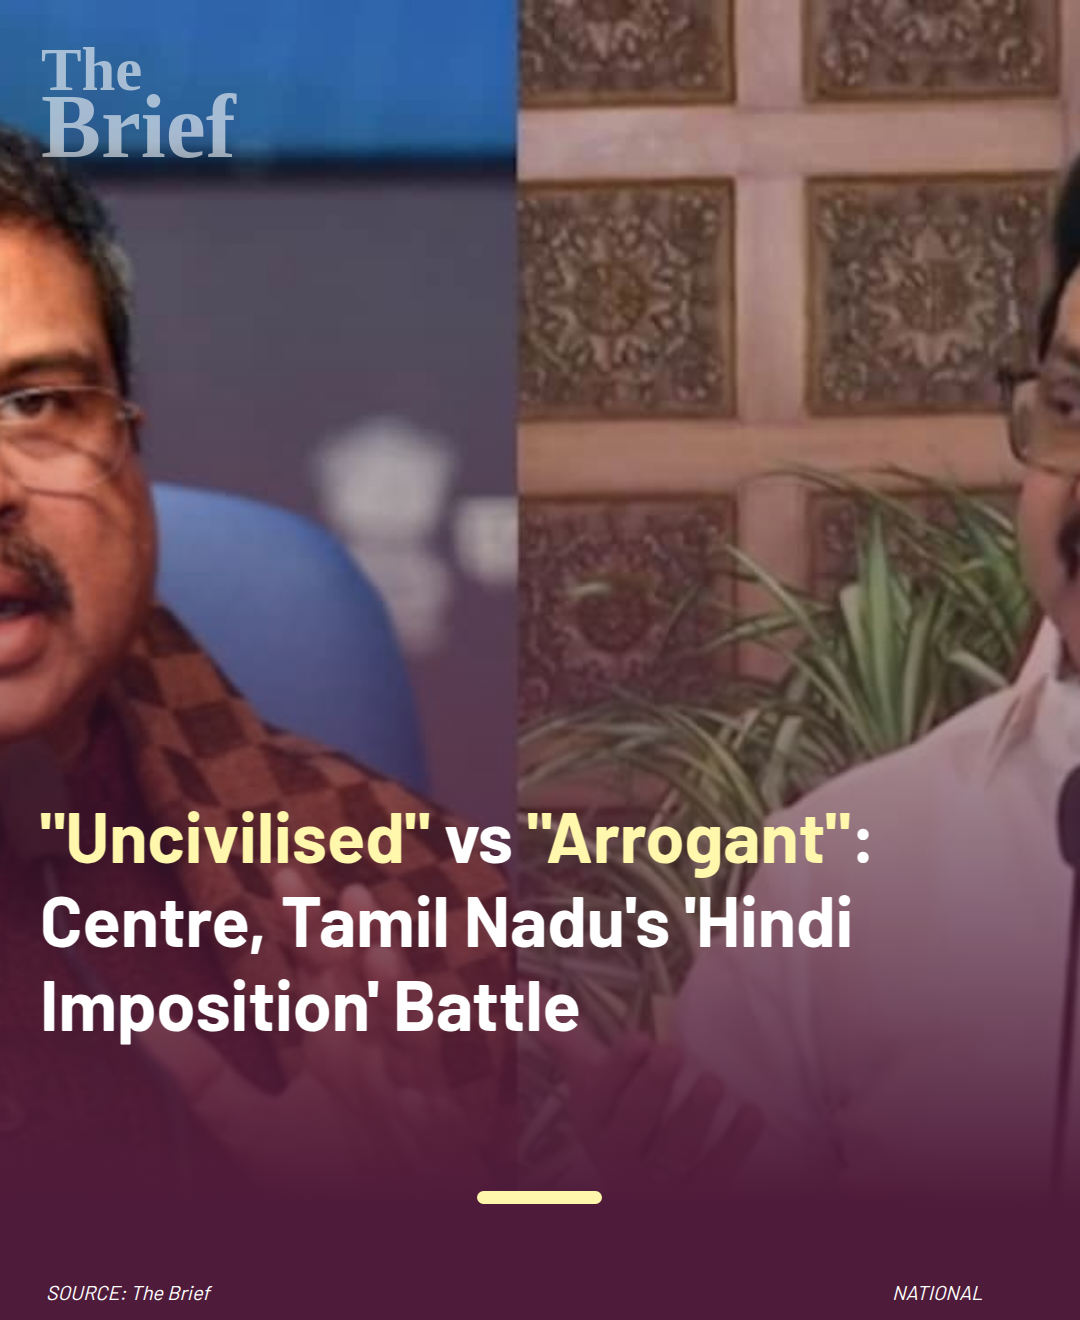 The
Brief
"Uncivilised" vs "Arrogant":
Centre, Tamil Nadu's 'Hindi
Imposition' Battle
SOURCE: The Brief
NATIONAL